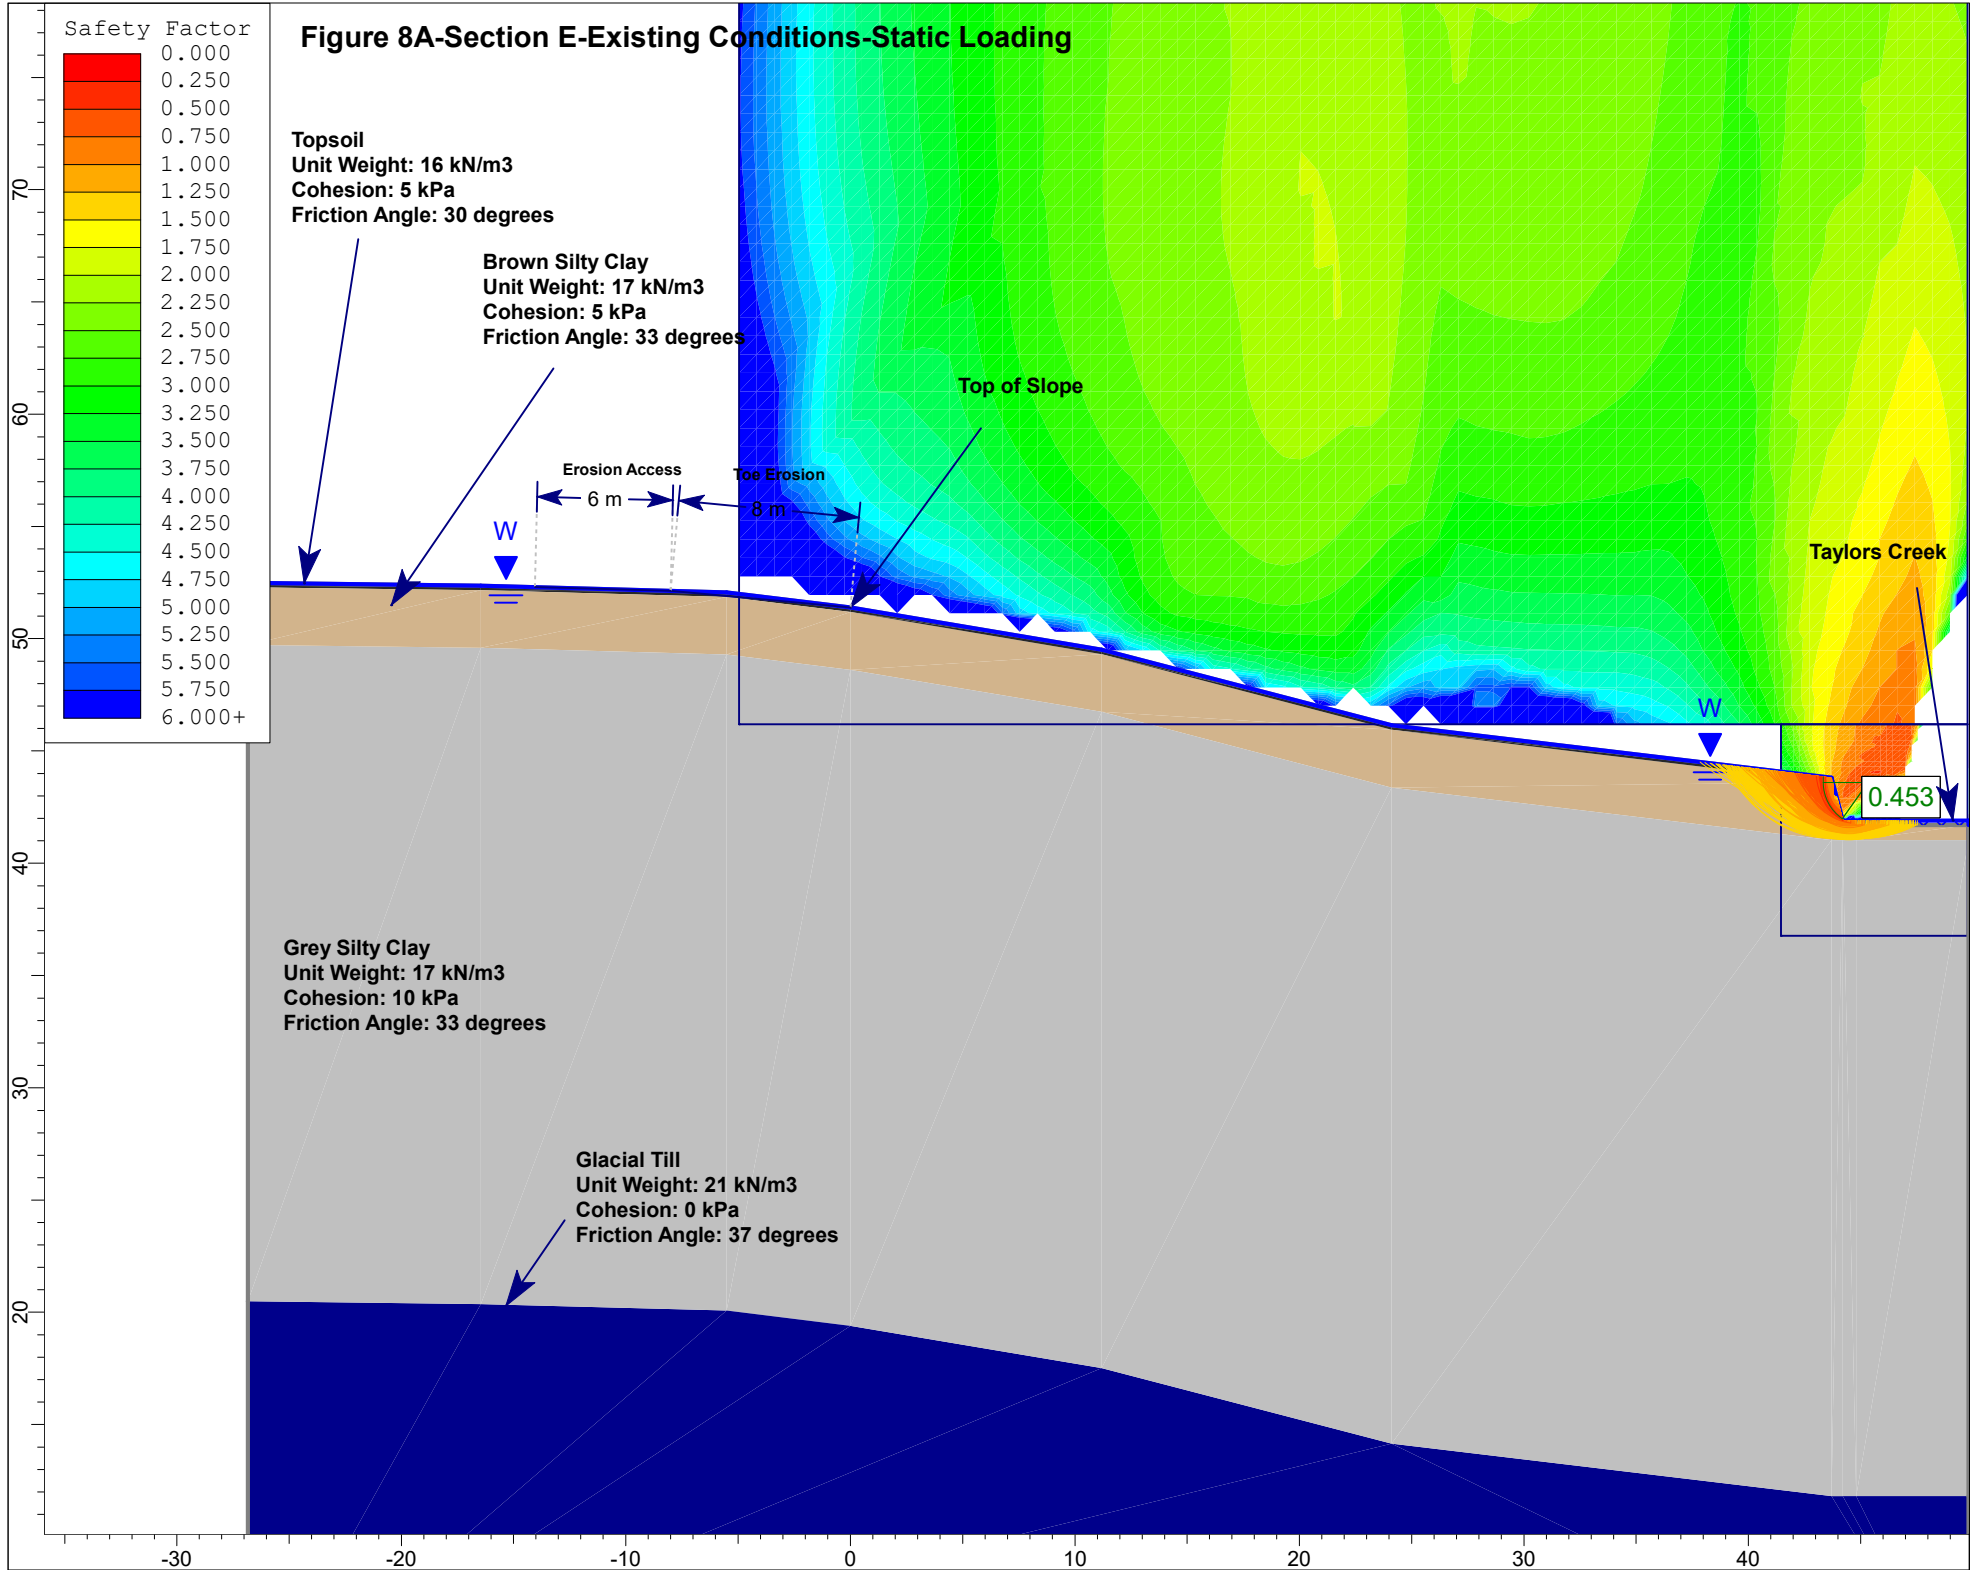 Safety Factor
0.000
0.250
0.500
0.750
1.000
1.250
1.500
1.750
2.000
2.250
2.500
2.750
3.000
3.250
3.500
3.750
4.000
4.250
4.500
4.750
5.000
5.250
5.500
5.750
6.000+
Figure 8A-Section E-Existing Conditions-Static Loading
Topsoil
Unit Weight: 16 kN/m3
Cohesion: 5 kPa
Friction Angle: 30 degrees
Brown Silty Clay
Unit Weight: 17 kN/m3
Cohesion: 5 kPa
Friction Angle: 33 degrees
Top of Slope
Erosion Access
6 m
Toe Erosion
8 m
W
Taylors Creek
W
0.453
Grey Silty Clay
Unit Weight: 17 kN/m3
Cohesion: 10 kPa
Friction Angle: 33 degrees
Glacial Till
Unit Weight: 21 kN/m3
Cohesion: 0 kPa
Friction Angle: 37 degrees
70
60
50
40
30
20
-30
-20
-10
0
10
20
30
40